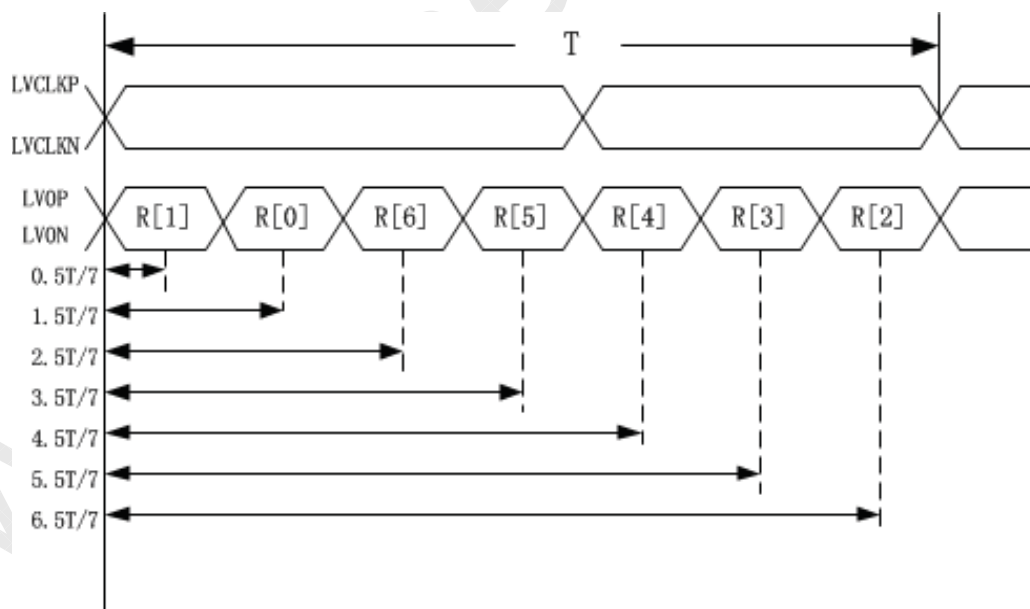 T
LVCLKP
LVCLKN
LVOP
LVON
R[1] R[0] R[6] R[5] R[4] R[3] R[2]
0.5T/7
1.5T/7
2.5T/7
3.5T/7
4.5T/7
5.5T/7
6.5T/7